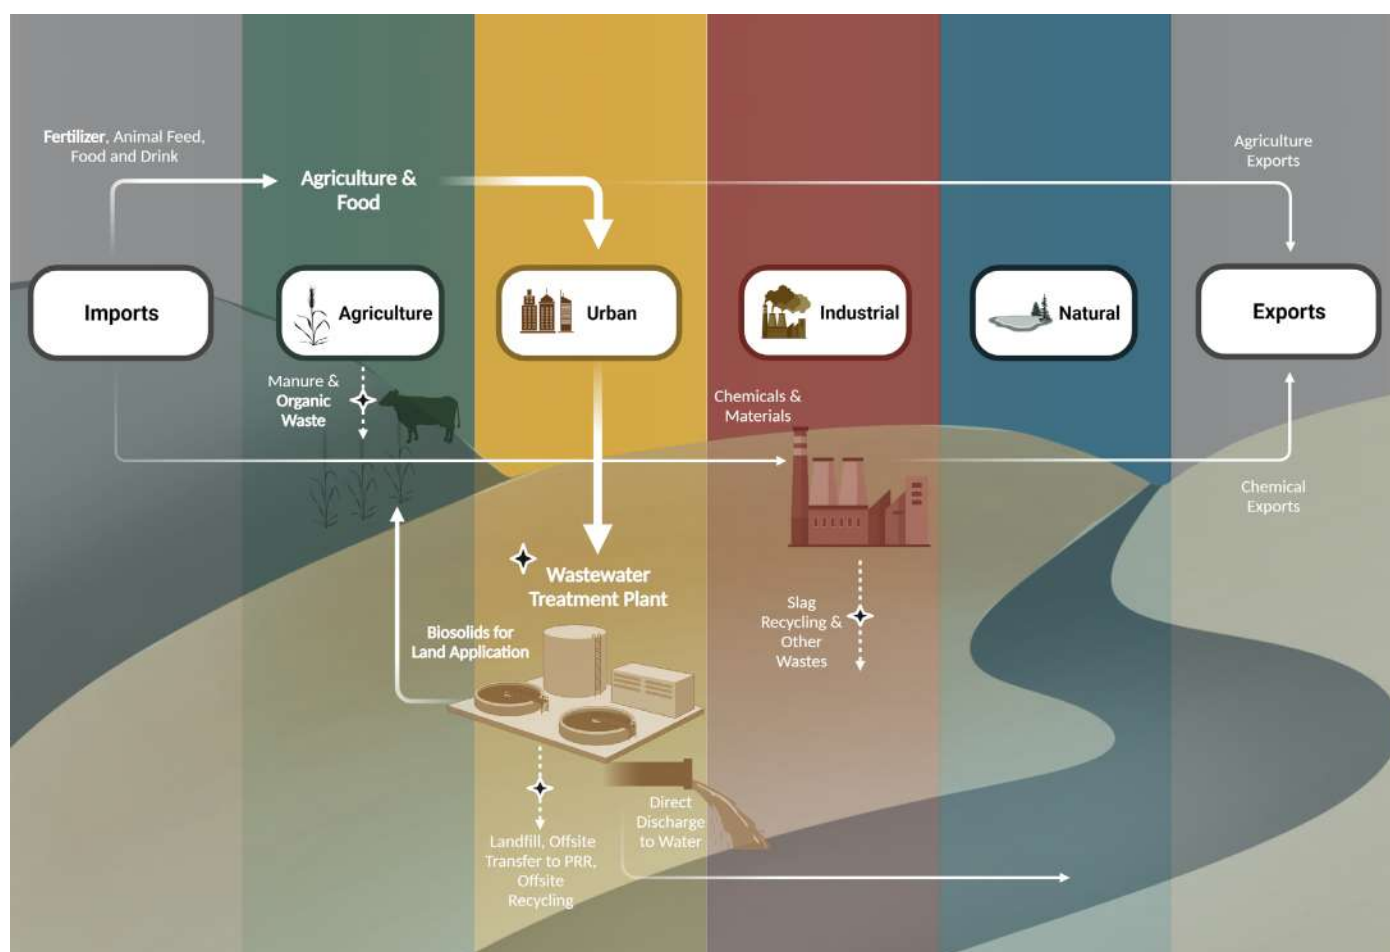 Fertilizer, Animal Feed,
Food and Drink
Agriculture &
Food
Agriculture
Exports
Imports
Agriculture
Urban
Industrial
Natural
Exports
Manure &
Organic
Waste
Chemicals &
Materials
Chemical
Exports
Wastewater
Treatment Plant
Biosolids for
Land Application
Slag
Recycling &
Other
Wastes
Direct
Discharge
to Water
Landfill, Offsite
Transfer to PRR,
Offsite
Recycling